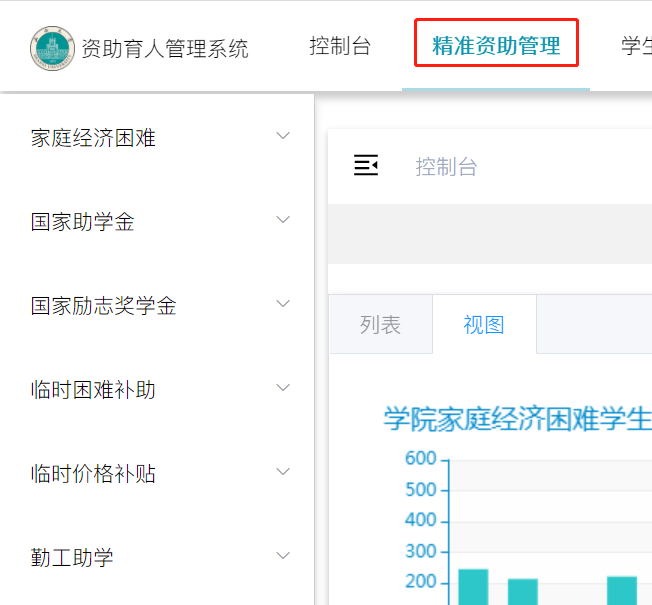 资助育人管理系统
控制台
精准资助管理
学生
家庭经济困难
国家助学金
国家励志奖学金
临时困难补助
临时价格补贴
勤工助学
控制台
列表
视图
学院家庭经济困难学生
600
500
400
300
200